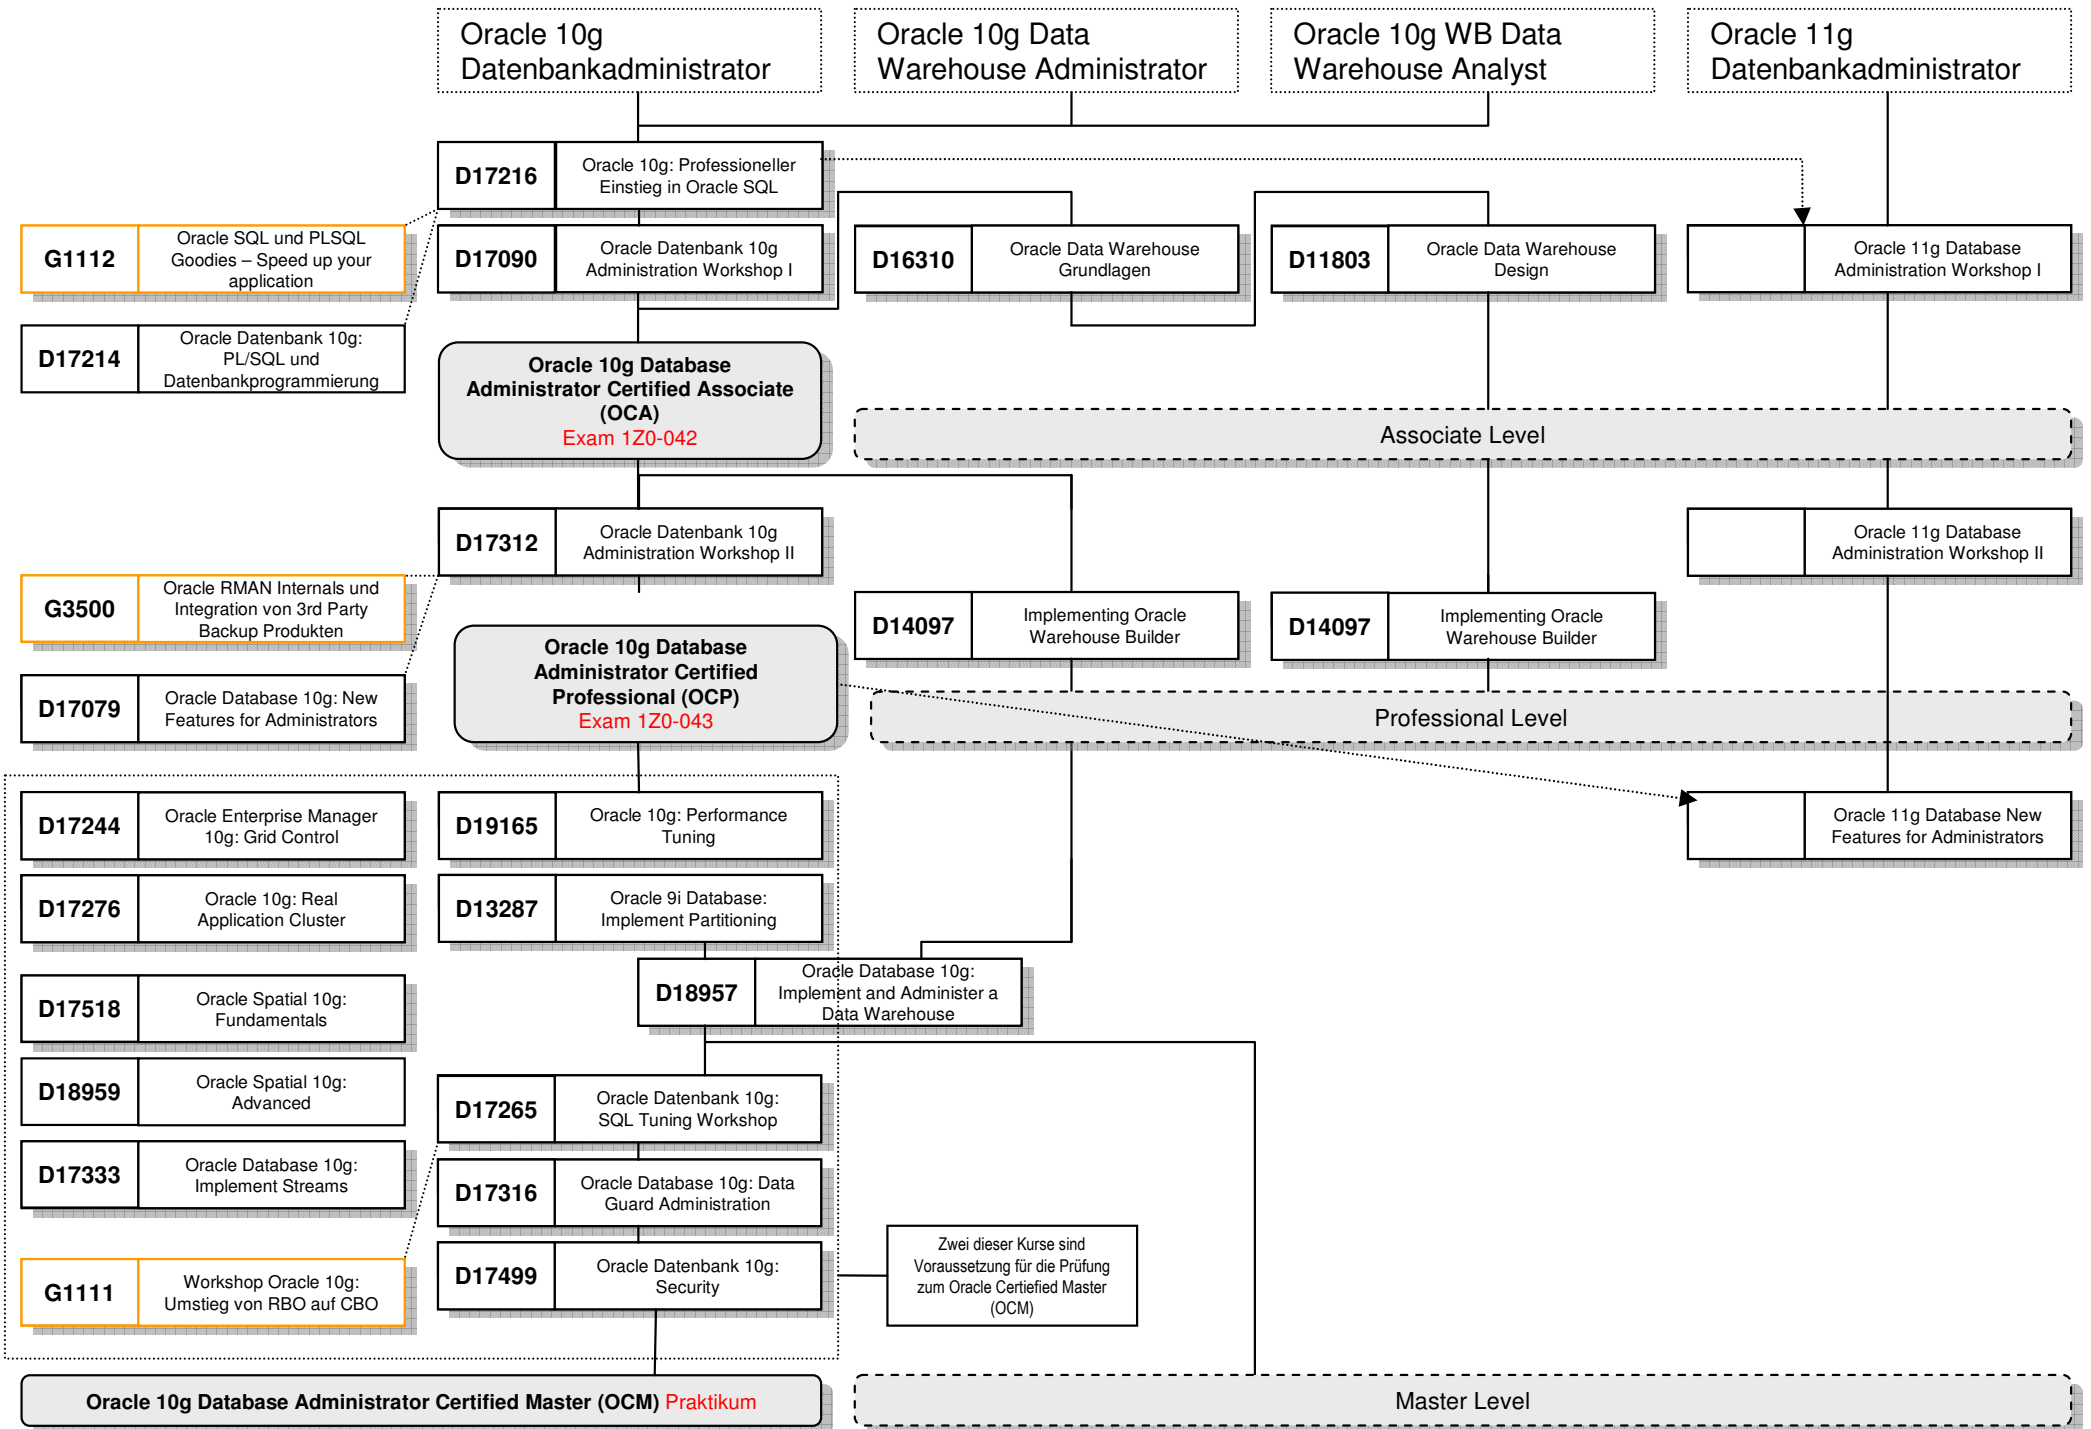 Oracle 10g
Datenbankadministrator
Oracle 10g Data
Warehouse Administrator
Oracle 10g WB Data
Warehouse Analyst
Oracle 11g
Datenbankadministrator
D17216
Oracle 10g: Professioneller
Einstieg in Oracle SQL
G1112
Oracle SQL und PLSQL
Goodies – Speed up your
application
D17090
Oracle Datenbank 10g
Administration Workshop I
D16310
Oracle Data Warehouse
Grundlagen
D11803
Oracle Data Warehouse
Design
Oracle 11g Database
Administration Workshop I
D17214
Oracle Datenbank 10g:
PL/SQL und
Datenbankprogrammierung
Oracle 10g Database
Administrator Certified Associate
(OCA)
Exam 1Z0-042
Associate Level
D17312
Oracle Datenbank 10g
Administration Workshop II
Oracle 11g Database
Administration Workshop II
G3500
Oracle RMAN Internals und
Integration von 3rd Party
Backup Produkten
D14097
Implementing Oracle
Warehouse Builder
D14097
Implementing Oracle
Warehouse Builder
D17079
Oracle Database 10g: New
Features for Administrators
Oracle 10g Database
Administrator Certified
Professional (OCP)
Exam 1Z0-043
Professional Level
D17244
Oracle Enterprise Manager
10g: Grid Control
D19165
Oracle 10g: Performance
Tuning
Oracle 11g Database New
Features for Administrators
D17276
Oracle 10g: Real
Application Cluster
D13287
Oracle 9i Database:
Implement Partitioning
D17518
Oracle Spatial 10g:
Fundamentals
D18957
Oracle Database 10g:
Implement and Administer a
Data Warehouse
D18959
Oracle Spatial 10g:
Advanced
D17265
Oracle Datenbank 10g:
SQL Tuning Workshop
D17333
Oracle Database 10g:
Implement Streams
D17316
Oracle Database 10g: Data
Guard Administration
G1111
Workshop Oracle 10g:
Umstieg von RBO auf CBO
D17499
Oracle Datenbank 10g:
Security
Zwei dieser Kurse sind
Voraussetzung für die Prüfung
zum Oracle Certiefied Master
(OCM)
Oracle 10g Database Administrator Certified Master (OCM) Praktikum
Master Level